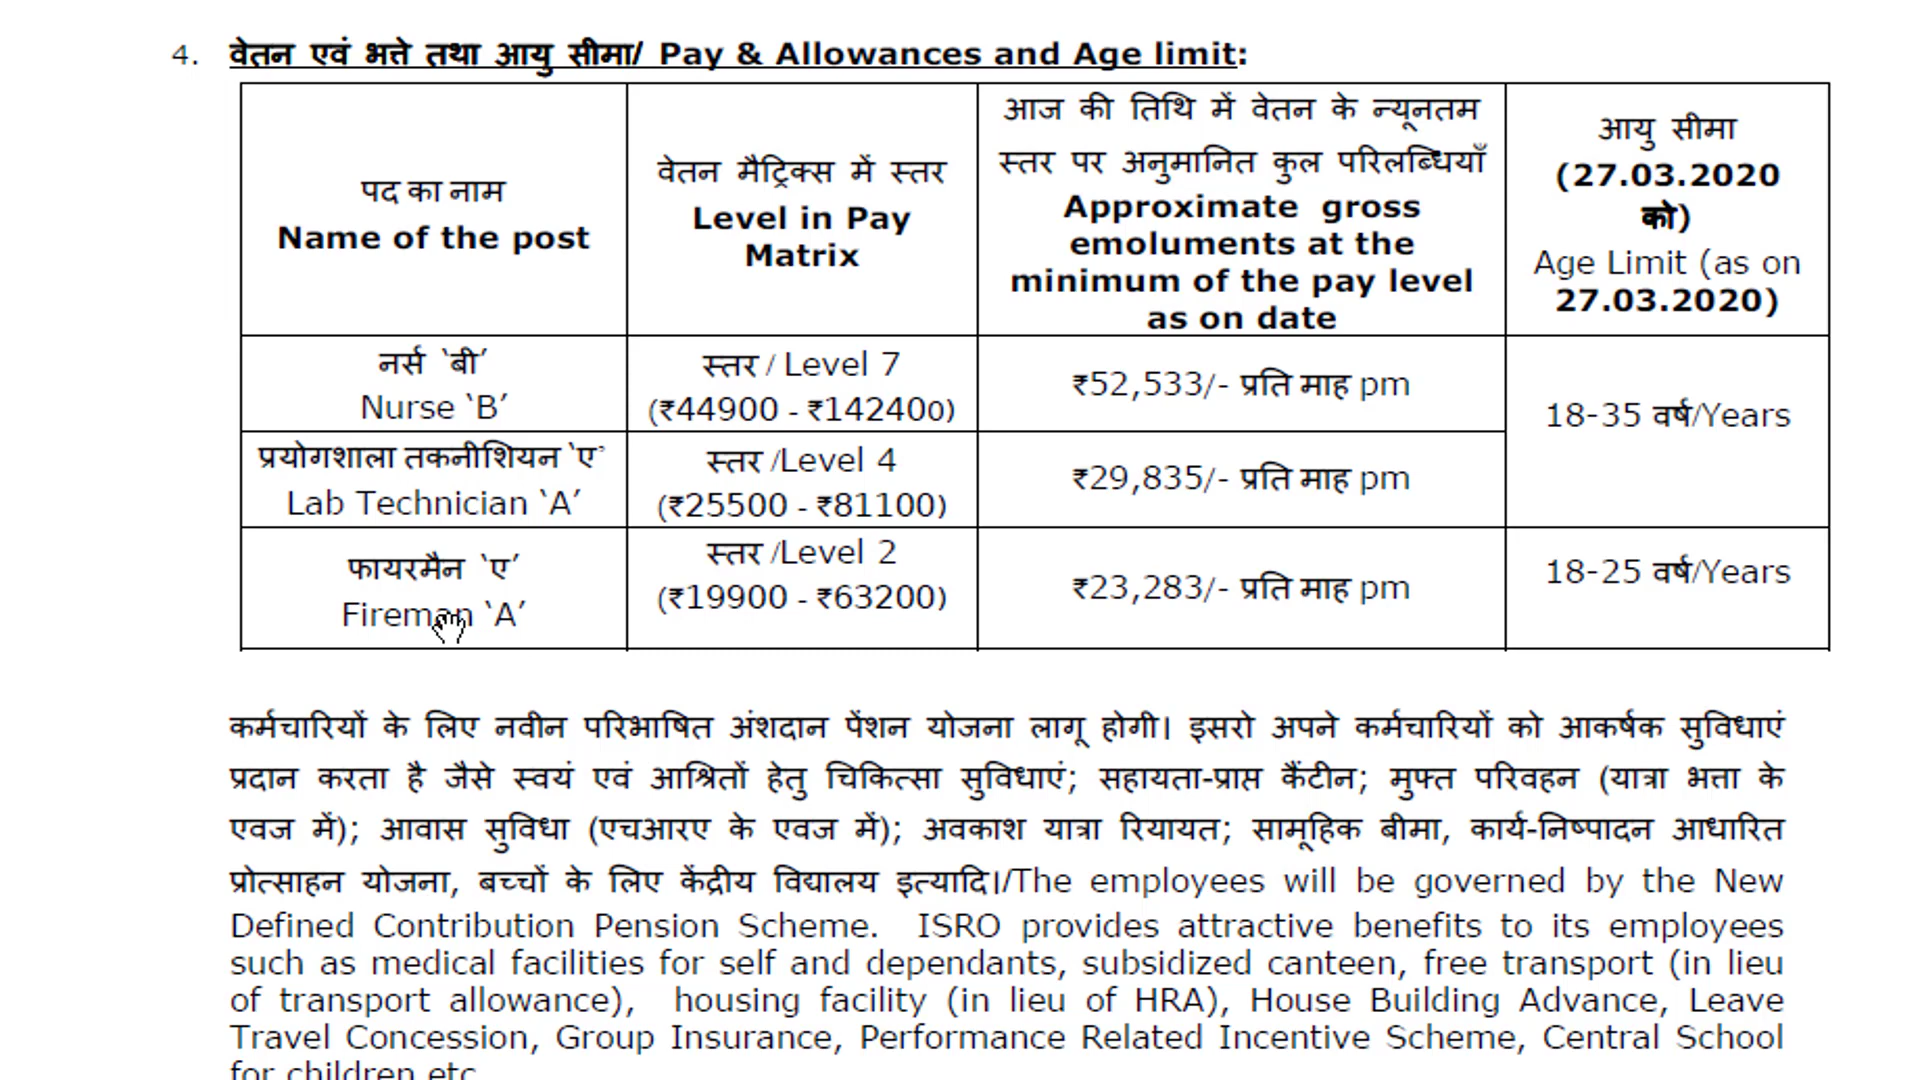 4. वेतन एवं भत्ते तथा आयु सीमा/ Pay & Allowances and Age limit:
पद का नाम
Name of the post
वेतन मैट्रिक्स में स्तर
Level in Pay
Matrix
आज की तिथि में वेतन के न्यूनतम
स्तर पर अनुमानित कुल परिलब्धियाँ
Approximate gross
emoluments at the
minimum of the pay level
as on date
आयु सीमा
(27.03.2020
को)
Age Limit (as on
27.03.2020)
नर्स ‘बी’
Nurse ‘B’
स्तर / Level 7
(₹44900 - ₹142400)
₹52,533/- प्रति माह pm
18-35 वर्ष/Years
प्रयोगशाला तकनीशियन ‘ए’
Lab Technician ‘A’
स्तर /Level 4
(₹25500 - ₹81100)
₹29,835/- प्रति माह pm
फायरमैन ‘ए’
Fireman ‘A’
स्तर /Level 2
(₹19900 - ₹63200)
₹23,283/- प्रति माह pm
18-25 वर्ष/Years
कर्मचारियों के लिए नवीन परिभाषित अंशदान पेंशन योजना लागू होगी। इसरो अपने कर्मचारियों को आकर्षक सुविधाएं
प्रदान करता है जैसे स्वयं एवं आश्रितों हेतु चिकित्सा सुविधाएं; सहायता-प्राप्त कैंटीन; मुफ्त परिवहन (यात्रा भत्ता के
एवज में); आवास सुविधा (एचआरए के एवज में); अवकाश यात्रा रियायत; सामूहिक बीमा, कार्य-निष्पादन आधारित
प्रोत्साहन योजना, बच्चों के लिए केंद्रीय विद्यालय इत्यादि।/The employees will be governed by the New
Defined Contribution Pension Scheme. ISRO provides attractive benefits to its employees
such as medical facilities for self and dependants, subsidized canteen, free transport (in lieu
of transport allowance), housing facility (in lieu of HRA), House Building Advance, Leave
Travel Concession, Group Insurance, Performance Related Incentive Scheme, Central School
for children etc